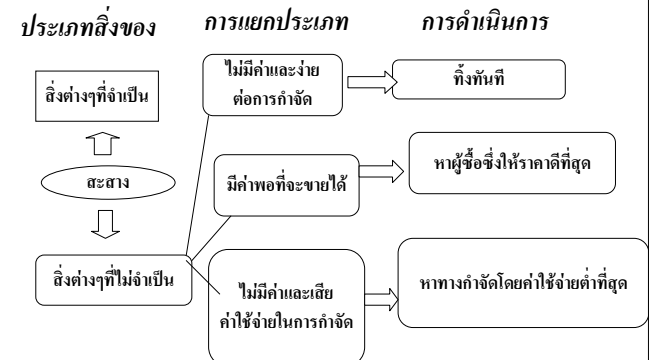 ประเภทสิ่งของ
การแยกประเภท
การดำเนินการ
สิ่งต่างๆที่จำเป็น
ไม่มีค่าและง่าย
ต่อการกำจัด
ทิ้งทันที
สะสาง
มีค่าพอที่จะขายได้
หาผู้ซื้อซึ่งให้ราคาดีที่สุด
สิ่งต่างๆที่ไม่จำเป็น
ไม่มีค่าและเสีย
ค่าใช้จ่ายในการกำจัด
หาทางกำจัดโดยค่าใช้จ่ายต่ำที่สุด